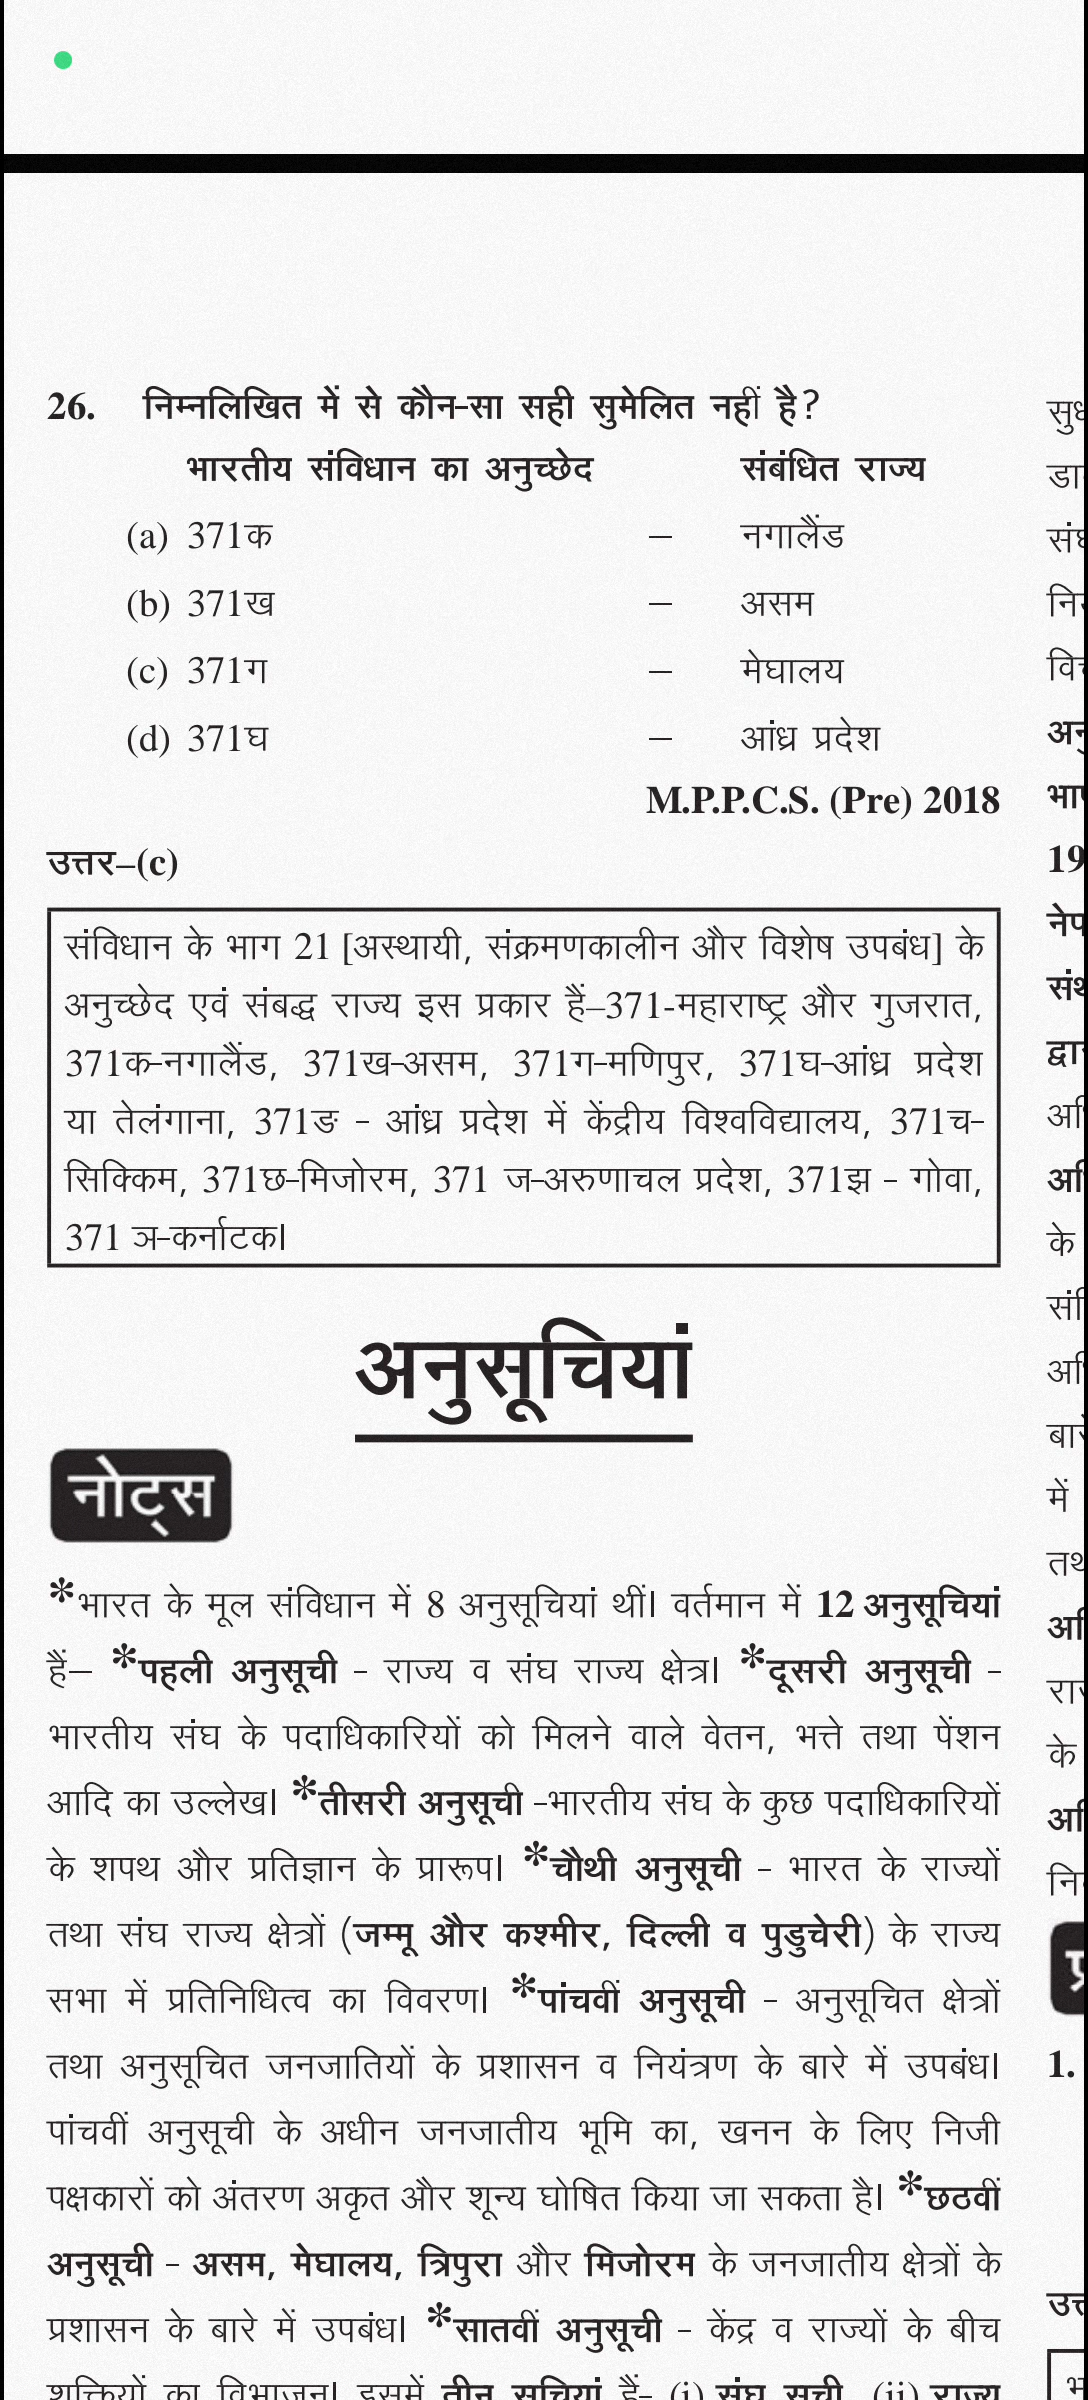 26. निम्नलिखित में से कौन-सा सही सुमेलित नहीं है?
भारतीय संविधान का अनुच्छेद संबंधित राज्य
(a) 371क – नगालैंड
(b) 371ख – असम
(c) 371ग – मेघालय
(d) 371घ – आंध्र प्रदेश
M.P.P.C.S. (Pre) 2018
उत्तर–(c)
संविधान के भाग 21 [अस्थायी, संक्रमणकालीन और विशेष उपबंध] के
अनुच्छेद एवं संबद्ध राज्य इस प्रकार हैं–371-महाराष्ट्र और गुजरात,
371क-नगालैंड, 371ख-असम, 371ग-मणिपुर, 371घ-आंध्र प्रदेश
या तेलंगाना, 371ङ - आंध्र प्रदेश में केंद्रीय विश्वविद्यालय, 371च-
सिक्किम, 371छ-मिजोरम, 371 ज-अरुणाचल प्रदेश, 371झ - गोवा,
371 ञ-कर्नाटक।
अनुसूचियां
नोट्स
*भारत के मूल संविधान में 8 अनुसूचियां थीं। वर्तमान में 12 अनुसूचियां
हैं– *पहली अनुसूची - राज्य व संघ राज्य क्षेत्र। *दूसरी अनुसूची -
भारतीय संघ के पदाधिकारियों को मिलने वाले वेतन, भत्ते तथा पेंशन
आदि का उल्लेख। *तीसरी अनुसूची -भारतीय संघ के कुछ पदाधिकारियों
के शपथ और प्रतिज्ञान के प्रारूप। *चौथी अनुसूची - भारत के राज्यों
तथा संघ राज्य क्षेत्रों (जम्मू और कश्मीर, दिल्ली व पुडुचेरी) के राज्य
सभा में प्रतिनिधित्व का विवरण। *पांचवीं अनुसूची - अनुसूचित क्षेत्रों
तथा अनुसूचित जनजातियों के प्रशासन व नियंत्रण के बारे में उपबंध।
पांचवीं अनुसूची के अधीन जनजातीय भूमि का, खनन के लिए निजी
पक्षकारों को अंतरण अकृत और शून्य घोषित किया जा सकता है। *छठवीं
अनुसूची - असम, मेघालय, त्रिपुरा और मिजोरम के जनजातीय क्षेत्रों के
प्रशासन के बारे में उपबंध। *सातवीं अनुसूची - केंद्र व राज्यों के बीच
शक्तियों का विभाजन। इसमें तीन सूचियां हैं- (i) संघ सूची, (ii) राज्य
19
के
में
के
1.